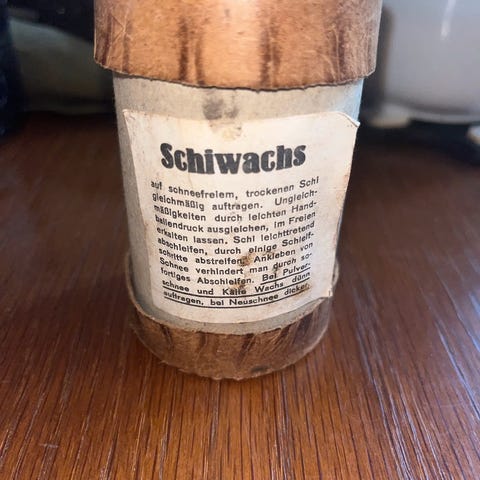 Schiwachs
auf schneefreiem, trockenen Schi
gleichmäßig auftragen. Ungleich-
mäßigkeiten durch leichten Hand-
ballendruck ausgleichen, im Freien
erkalten lassen. Schi leichttretend
abschleifen, durch einige Schleif-
schritte abstreifen. Ankleben von
Schnee verhindert man durch so-
fortiges Abschleifen. Bei Pulver-
schnee und Kälte Wachs dünn
auftragen, bei Neuschnee dicker.